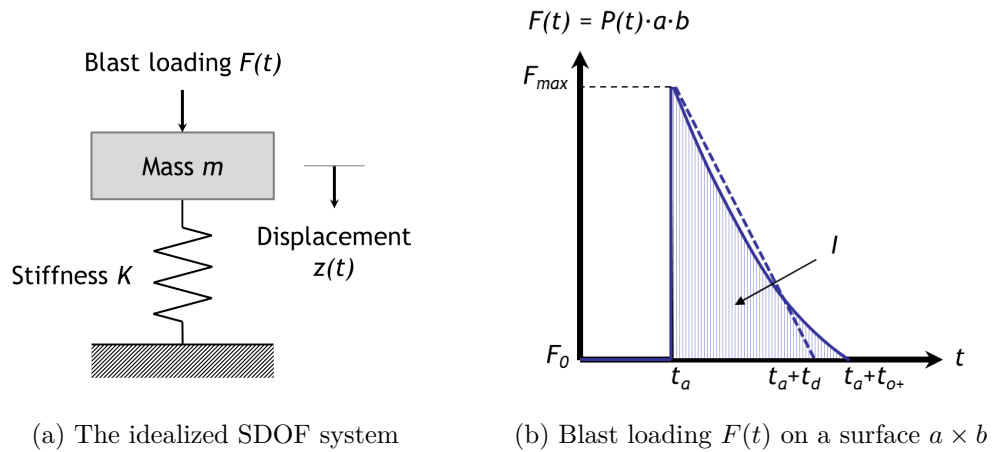 Blast loading F(t)
Mass m
Displacement
z(t)
Stiffness K
(a) The idealized SDOF system
F(t) = P(t)·a·b
F_max
I
F_0
t
t_a
t_a+t_d
t_a+t_o+
(b) Blast loading F(t) on a surface a × b